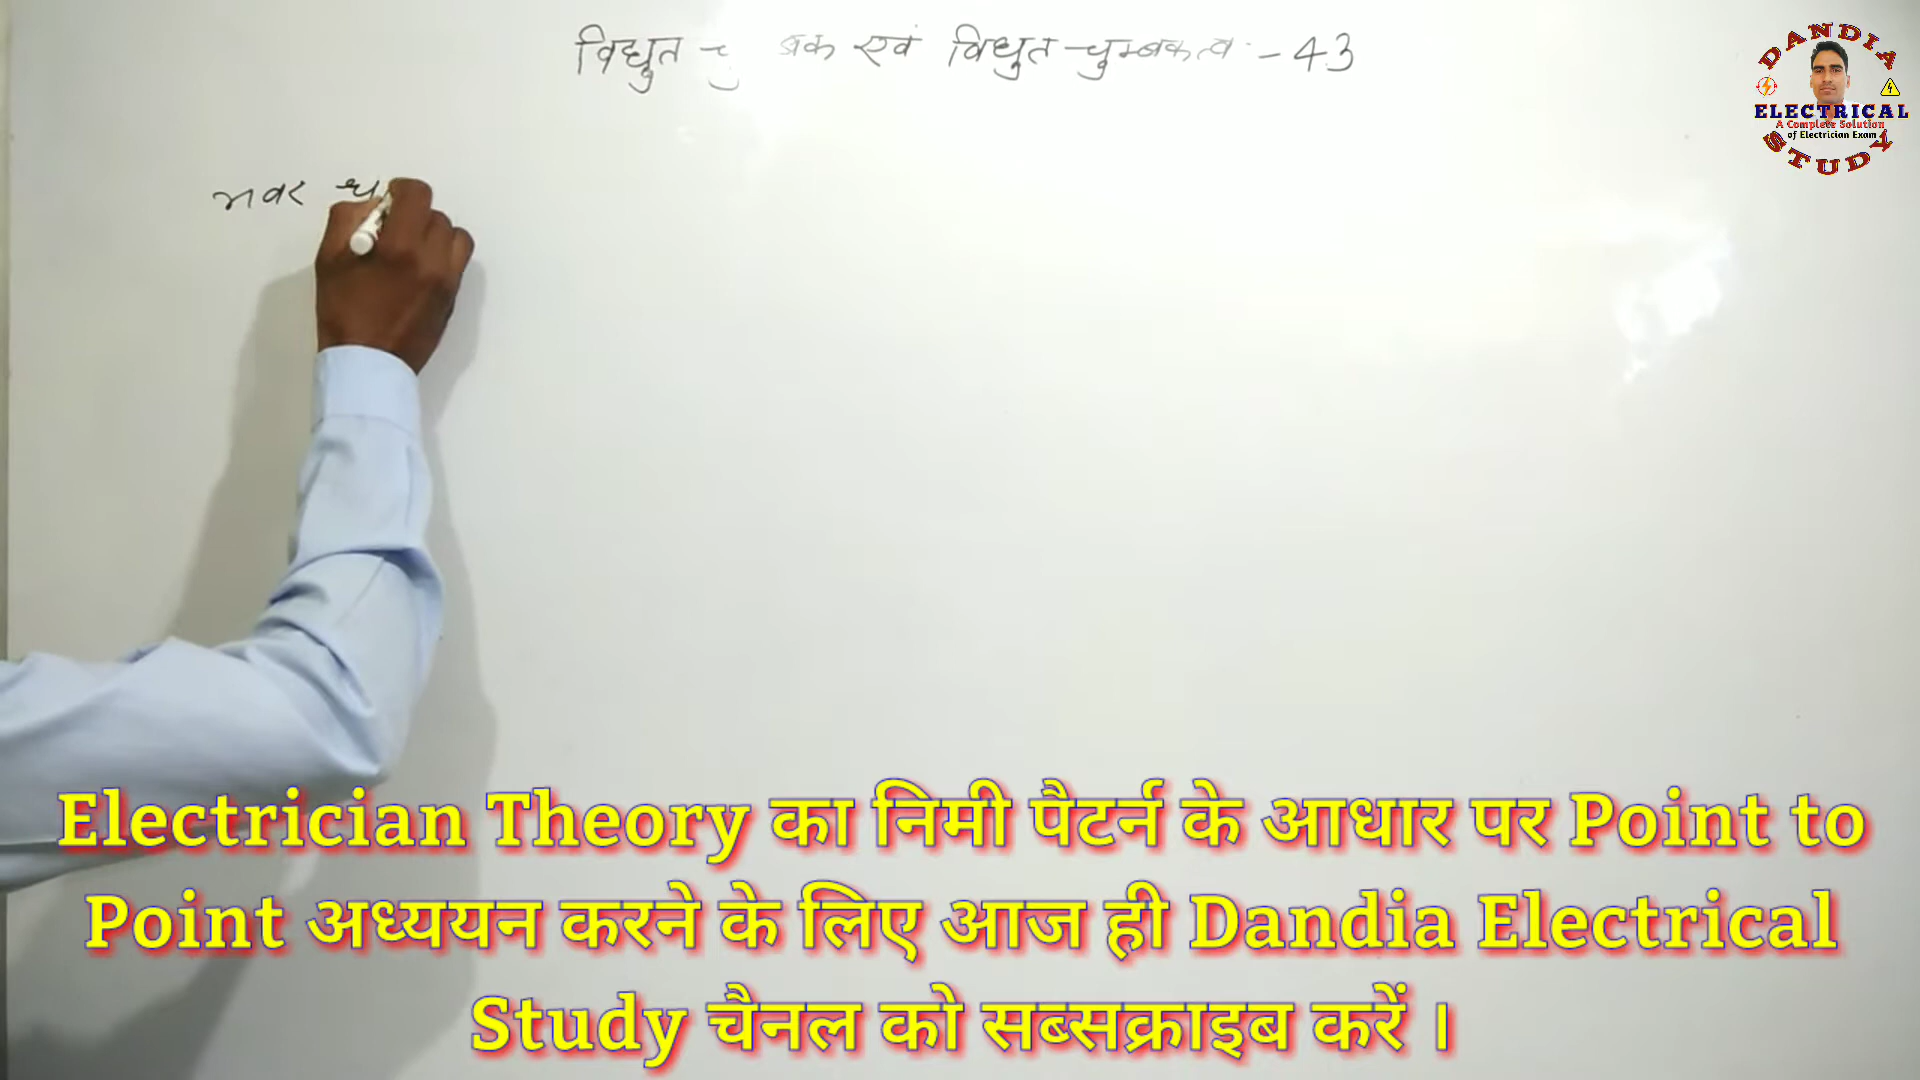 विद्युत चु बक एवं विद्युत चुम्बकत्व :- 43
भवर
DANDIA
ELECTRICAL
A Complete Solution
of Electrician Exam
STUDY
Electrician Theory का निमी पैटर्न के आधार पर Point to
Point अध्ययन करने के लिए आज ही Dandia Electrical
Study चैनल को सब्सक्राइब करें ।